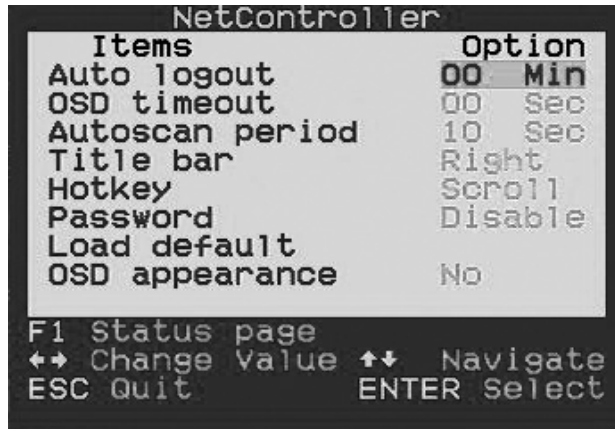 NetController
Items Option
Auto logout 00 Min
OSD timeout 00 Sec
Autoscan period 10 Sec
Title bar Right
Hotkey Scroll
Password Disable
Load default
OSD appearance No
F1 Status page
←→ Change Value ↑↓ Navigate
ESC Quit ENTER Select